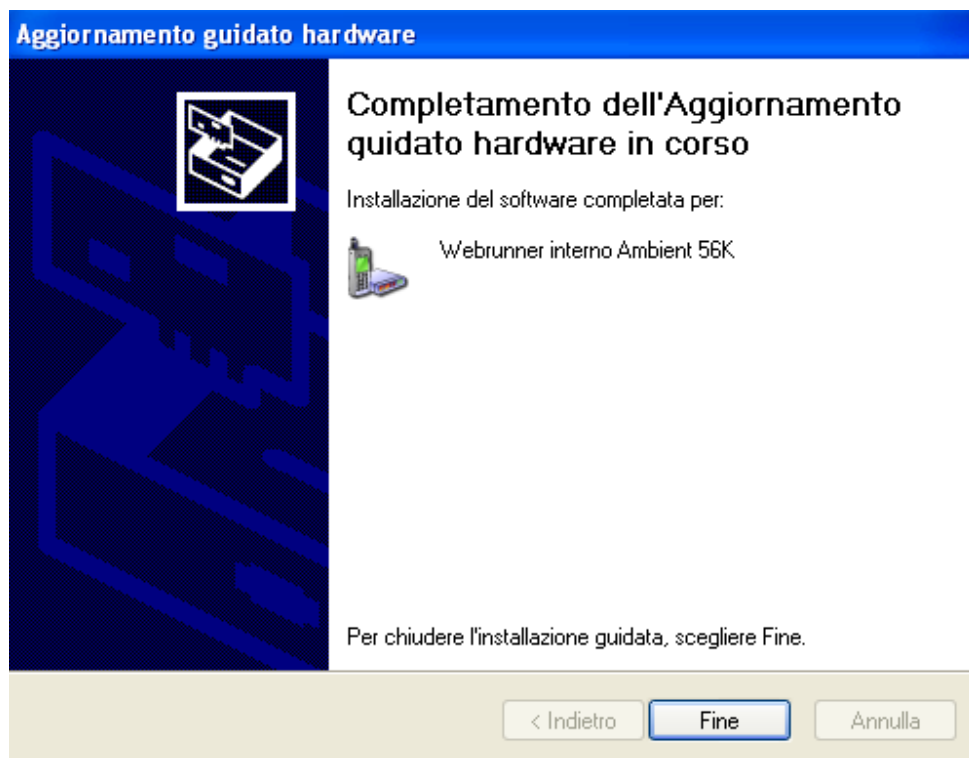 Aggiornamento guidato hardware
Completamento dell'Aggiornamento
guidato hardware in corso
Installazione del software completata per:
Webrunner interno Ambient 56K
Per chiudere l'installazione guidata, scegliere Fine.
< Indietro
Fine
Annulla